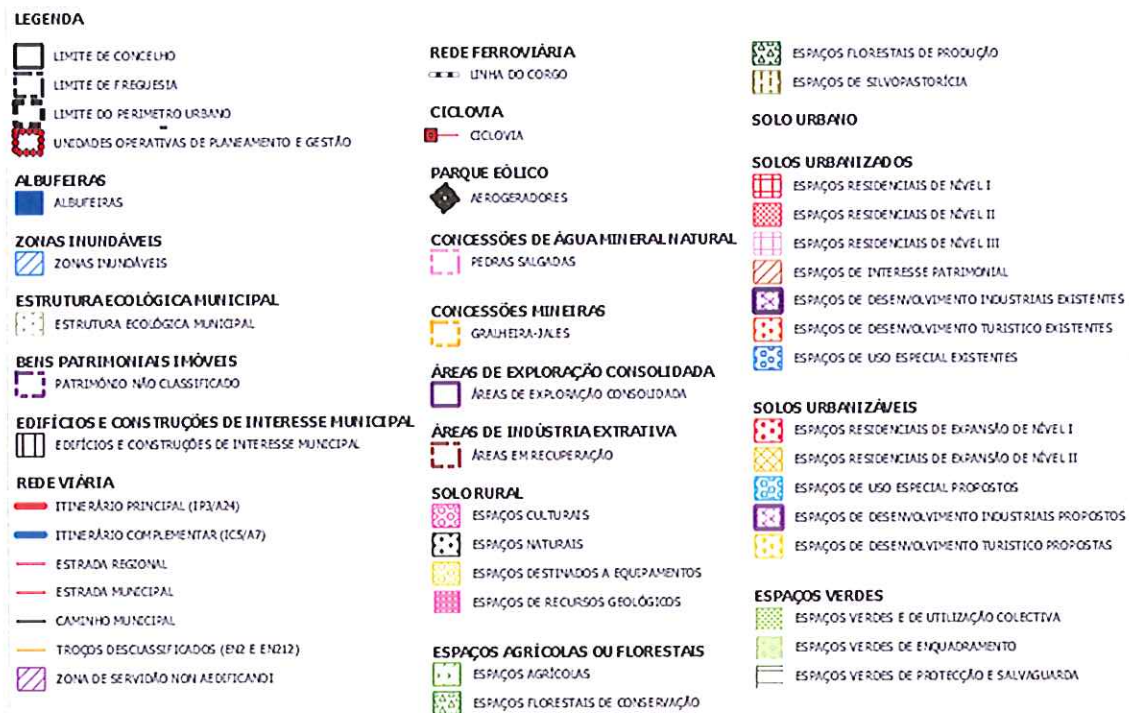 LEGENDA
LIMITE DE CONCELHO
LIMITE DE FREGUESIA
LIMITE DO PERIMETRO URBANO
UNIDADES OPERATIVAS DE PLANEAMENTO E GESTÃO
ALBUFEIRAS
ALBUFEIRAS
ZONAS INUNDÁVEIS
ZONAS INUNDÁVEIS
ESTRUTURA ECOLÓGICA MUNICIPAL
ESTRUTURA ECOLÓGICA MUNICIPAL
BENS PATRIMONIAIS IMÓVEIS
PATRIMÓNIO NÃO CLASSIFICADO
EDIFÍCIOS E CONSTRUÇÕES DE INTERESSE MUNICIPAL
EDIFÍCIOS E CONSTRUÇÕES DE INTERESSE MUNICIPAL
REDE VIÁRIA
ITINERÁRIO PRINCIPAL (IP3/A24)
ITINERÁRIO COMPLEMENTAR (IC5/A7)
ESTRADA REGIONAL
ESTRADA MUNICIPAL
CAMINHO MUNICIPAL
TROÇOS DESCLASSIFICADOS (EN2 E EN212)
ZONA DE SERVIDÃO NON AEDIFICANDI
REDE FERROVIÁRIA
LINHA DO CORGO
CICLOVIA
CICLOVIA
PARQUE EÓLICO
AEROGERADORES
CONCESSÕES DE ÁGUA MINERAL NATURAL
PEDRAS SALGADAS
CONCESSÕES MINEIRAS
GRALHEIRA-JALES
ÁREAS DE EXPLORAÇÃO CONSOLIDADA
ÁREAS DE EXPLORAÇÃO CONSOLIDADA
ÁREAS DE INDÚSTRIA EXTRATIVA
ÁREAS EM RECUPERAÇÃO
SOLO RURAL
ESPAÇOS CULTURAIS
ESPAÇOS NATURAIS
ESPAÇOS DESTINADOS A EQUIPAMENTOS
ESPAÇOS DE RECURSOS GEOLÓGICOS
ESPAÇOS AGRÍCOLAS OU FLORESTAIS
ESPAÇOS AGRÍCOLAS
ESPAÇOS FLORESTAIS DE CONSERVAÇÃO
ESPAÇOS FLORESTAIS DE PRODUÇÃO
ESPAÇOS DE SILVOPASTORÍCIA
SOLO URBANO
SOLOS URBANIZADOS
ESPAÇOS RESIDENCIAIS DE NÍVEL I
ESPAÇOS RESIDENCIAIS DE NÍVEL II
ESPAÇOS RESIDENCIAIS DE NÍVEL III
ESPAÇOS DE INTERESSE PATRIMONIAL
ESPAÇOS DE DESENVOLVIMENTO INDUSTRIAIS EXISTENTES
ESPAÇOS DE DESENVOLVIMENTO TURISTICO EXISTENTES
ESPAÇOS DE USO ESPECIAL EXISTENTES
SOLOS URBANIZÁVEIS
ESPAÇOS RESIDENCIAIS DE EXPANSÃO DE NÍVEL I
ESPAÇOS RESIDENCIAIS DE EXPANSÃO DE NÍVEL II
ESPAÇOS DE USO ESPECIAL PROPOSTOS
ESPAÇOS DE DESENVOLVIMENTO INDUSTRIAIS PROPOSTOS
ESPAÇOS DE DESENVOLVIMENTO TURISTICO PROPOSTAS
ESPAÇOS VERDES
ESPAÇOS VERDES E DE UTILIZAÇÃO COLECTIVA
ESPAÇOS VERDES DE ENQUADRAMENTO
ESPAÇOS VERDES DE PROTECÇÃO E SALVAGUARDA